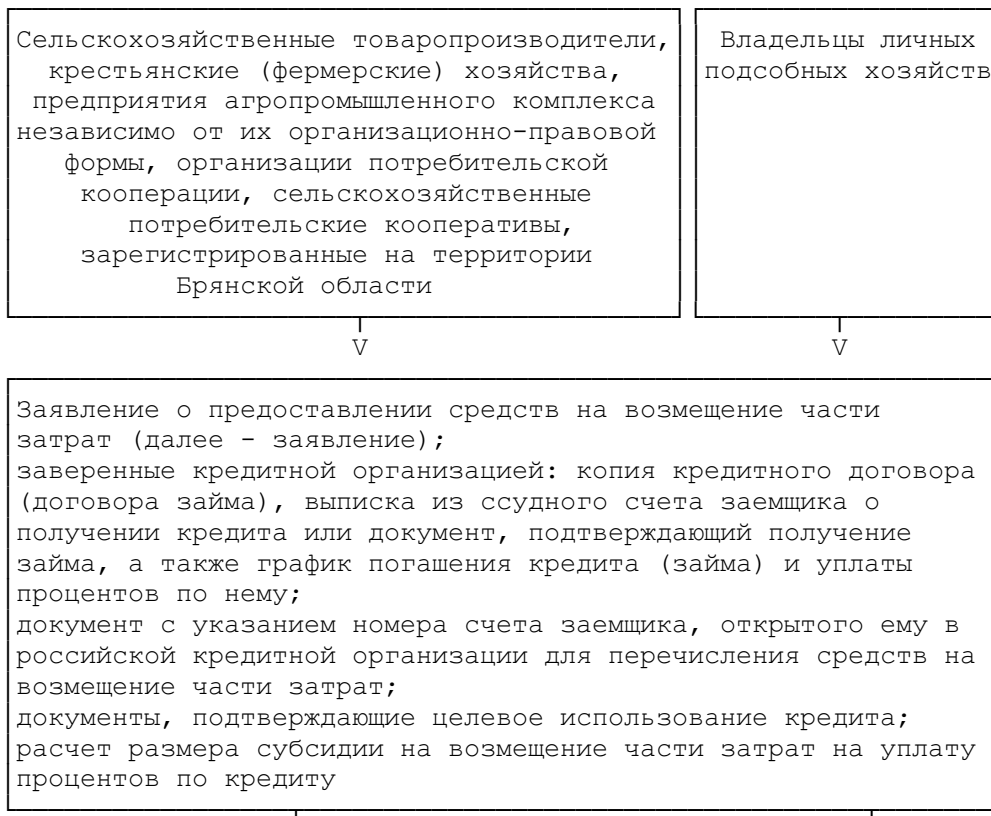 Сельскохозяйственные товаропроизводители,
крестьянские (фермерские) хозяйства,
предприятия агропромышленного комплекса
независимо от их организационно-правовой
формы, организации потребительской
кооперации, сельскохозяйственные
потребительские кооперативы,
зарегистрированные на территории
Брянской области
Владельцы личных
подсобных хозяйств
V
V
Заявление о предоставлении средств на возмещение части
затрат (далее - заявление);
заверенные кредитной организацией: копия кредитного договора
(договора займа), выписка из ссудного счета заемщика о
получении кредита или документ, подтверждающий получение
займа, а также график погашения кредита (займа) и уплаты
процентов по нему;
документ с указанием номера счета заемщика, открытого ему в
российской кредитной организации для перечисления средств на
возмещение части затрат;
документы, подтверждающие целевое использование кредита;
расчет размера субсидии на возмещение части затрат на уплату
процентов по кредиту